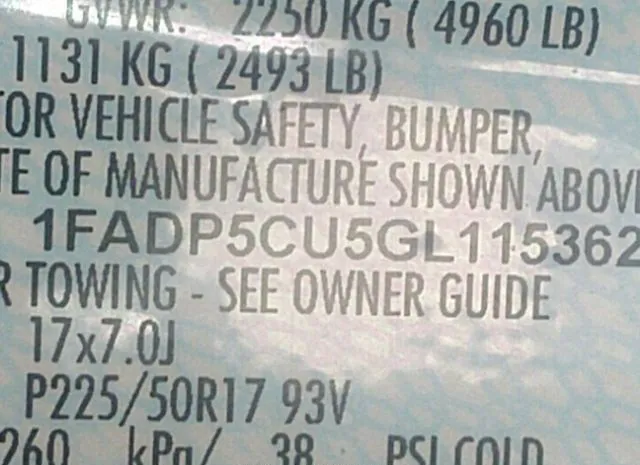 GVWR: 2250 KG ( 4960 LB)
1131 KG ( 2493 LB)
OR VEHICLE SAFETY, BUMPER,
TE OF MANUFACTURE SHOWN ABOV
1FADP5CU5GL115362
R TOWING - SEE OWNER GUIDE
17x7.0J
P225/50R17 93V
260 kPa/ 38 PSI COLD